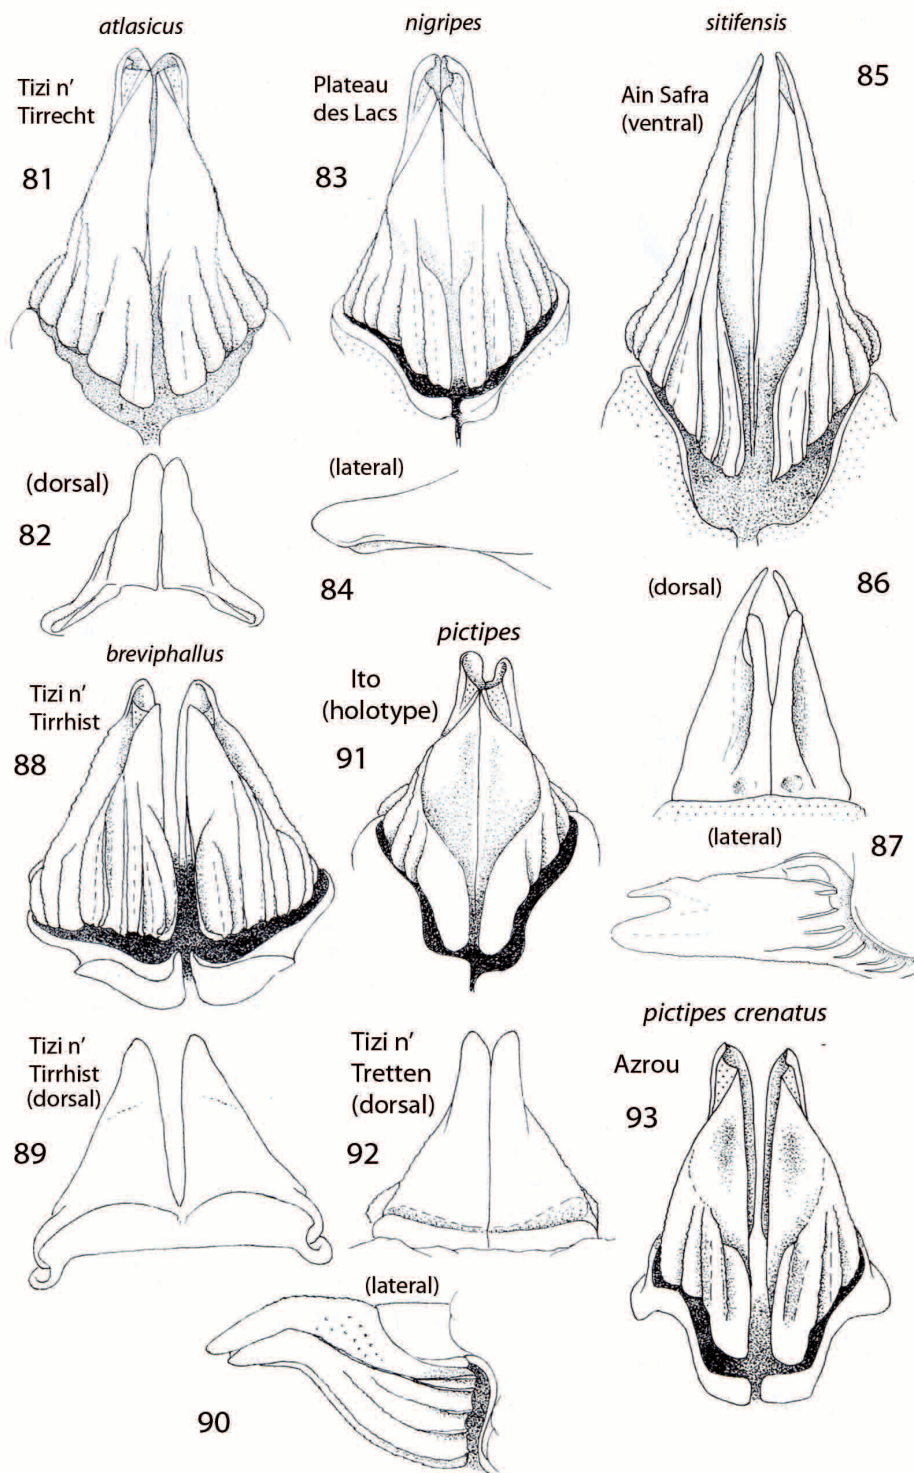 atlasicus
Tizi n’
Tirrecht
81
(dorsal)
82
nigripes
Plateau
des Lacs
83
(lateral)
84
sitifensis
Ain Safra
(ventral)
85
(dorsal)
86
(lateral)
87
breviphallus
Tizi n’
Tirrhist
88
Tizi n’
Tirrhist
(dorsal)
89
(lateral)
90
pictipes
Ito
(holotype)
91
Tizi n’
Tretten
(dorsal)
92
pictipes crenatus
Azrou
93